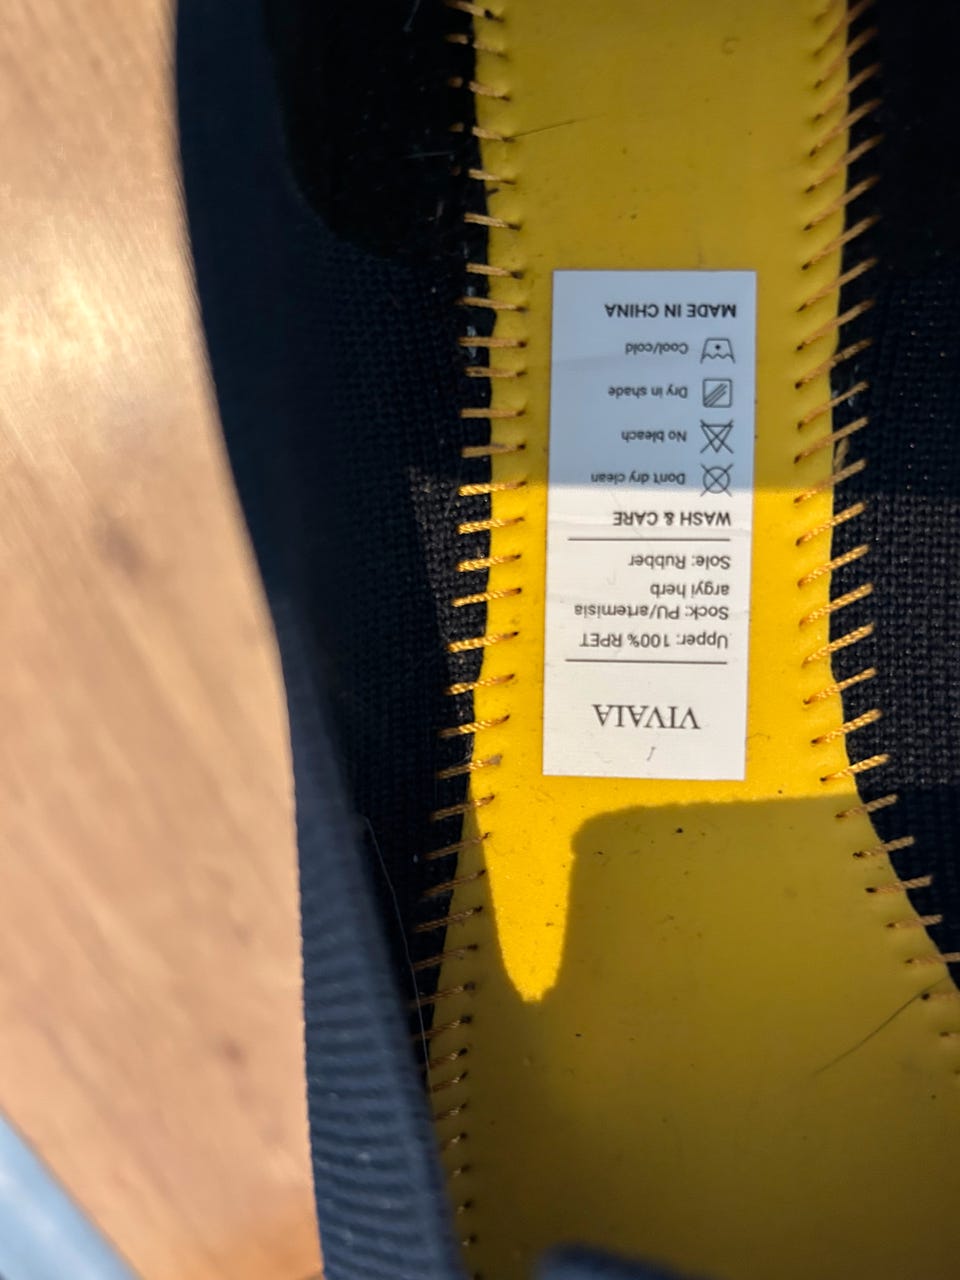 VIVAIA
Upper: 100% RPET
Sock: PU/artemisia
argyi herb
Sole: Rubber
WASH & CARE
Don't dry clean
No bleach
Dry in shade
Cool/cold
MADE IN CHINA